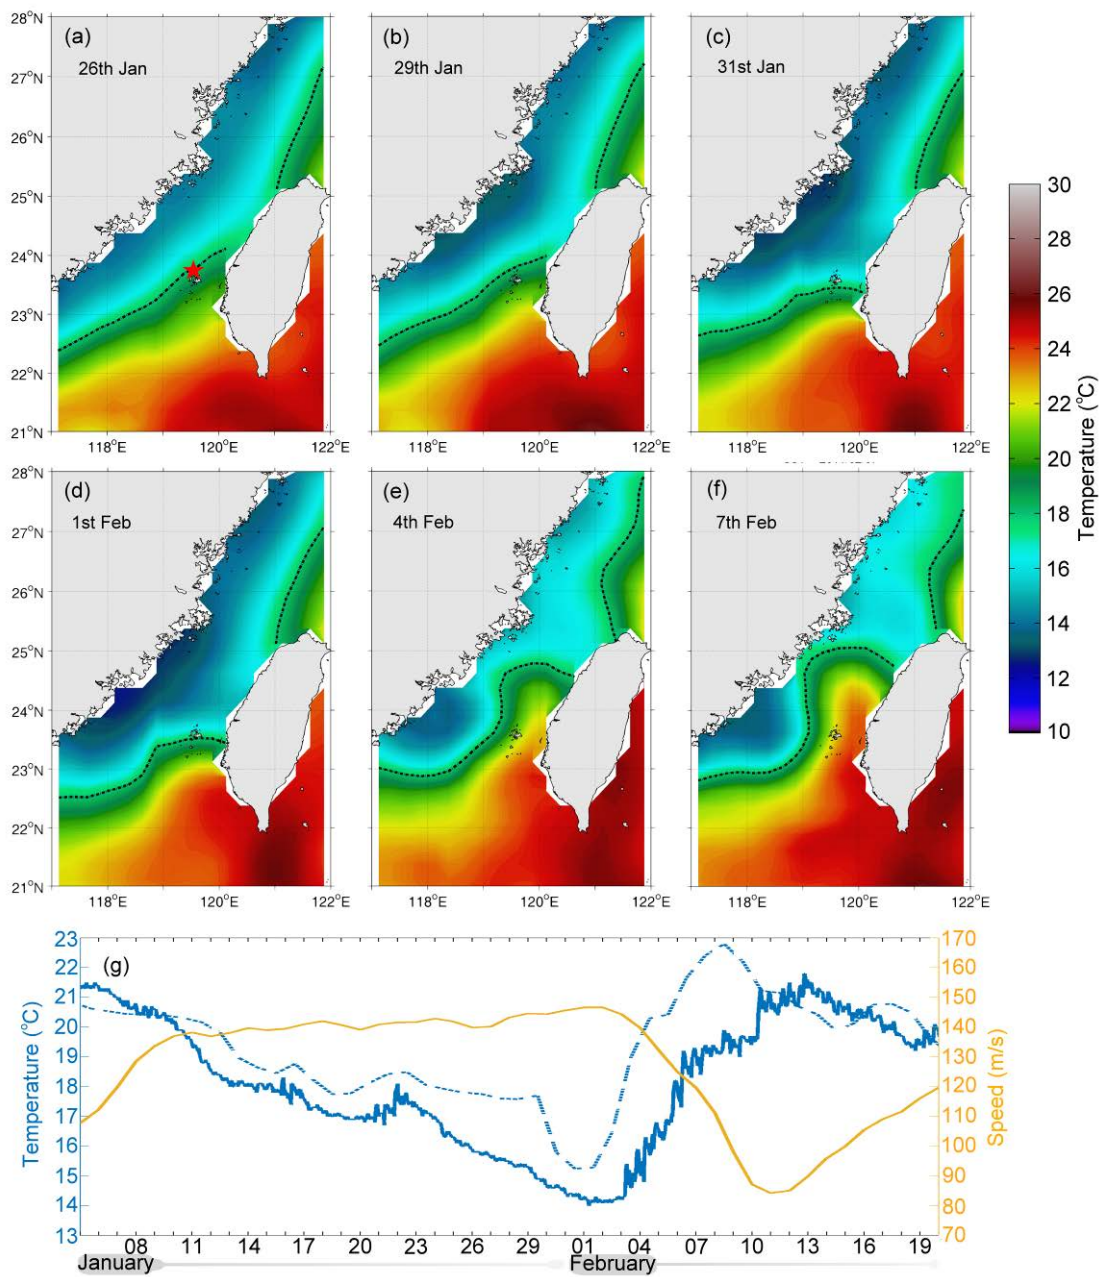 (a)
26th Jan
(b)
29th Jan
(c)
31st Jan
28°N
27°N
26°N
25°N
24°N
23°N
22°N
21°N
118°E 120°E 122°E
118°E 120°E 122°E
118°E 120°E 122°E
(d)
1st Feb
(e)
4th Feb
(f)
7th Feb
28°N
27°N
26°N
25°N
24°N
23°N
22°N
21°N
118°E 120°E 122°E
118°E 120°E 122°E
118°E 120°E 122°E
30
28
26
24
22
20
18
16
14
12
10
Temperature (°C)
(g)
23
22
21
20
19
18
17
16
15
14
13
Temperature (°C)
170
160
150
140
130
120
110
100
90
80
70
Speed (m/s)
08 11 14 17 20 23 26 29 01 04 07 10 13 16 19
January February